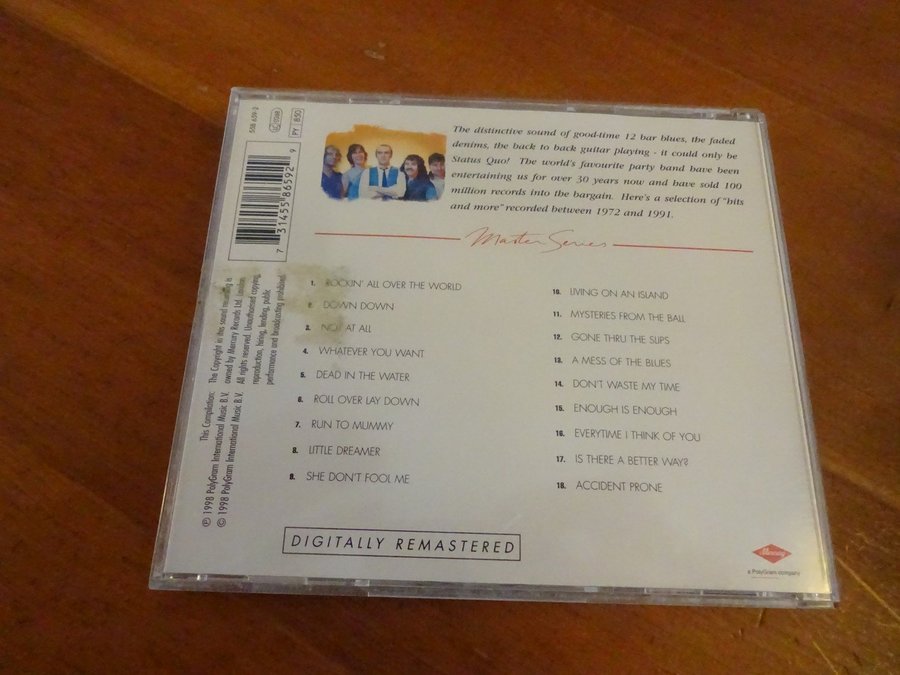 The distinctive sound of good-time 12 bar blues, the faded
denims, the back to back guitar playing - it could only be
Status Quo! The world's favourite party band have been
entertaining us for over 30 years now and have sold 100
million records into the bargain. Here's a selection of "bits
and more" recorded between 1972 and 1991.
Master Series
1. ROCKIN' ALL OVER THE WORLD
2. DOWN DOWN
3. NOT AT ALL
4. WHATEVER YOU WANT
5. DEAD IN THE WATER
6. ROLL OVER LAY DOWN
7. RUN TO MUMMY
8. LITTLE DREAMER
9. SHE DON'T FOOL ME
10. LIVING ON AN ISLAND
11. MYSTERIES FROM THE BALL
12. GONE THRU THE SLIPS
13. A MESS OF THE BLUES
14. DON'T WASTE MY TIME
15. ENOUGH IS ENOUGH
16. EVERYTIME I THINK OF YOU
17. IS THERE A BETTER WAY?
18. ACCIDENT PRONE
DIGITALLY REMASTERED
Mercury
a PolyGram company
558 659-2
PY 850
7 31455 86592 9
This Compilation: The Copyright in this sound recording is
℗ 1998 PolyGram International Music B.V. owned by Mercury Records Ltd. London
© 1998 PolyGram International Music B.V. All rights reserved. Unauthorised copying,
reproduction, hiring, lending, public
performance and broadcasting prohibited